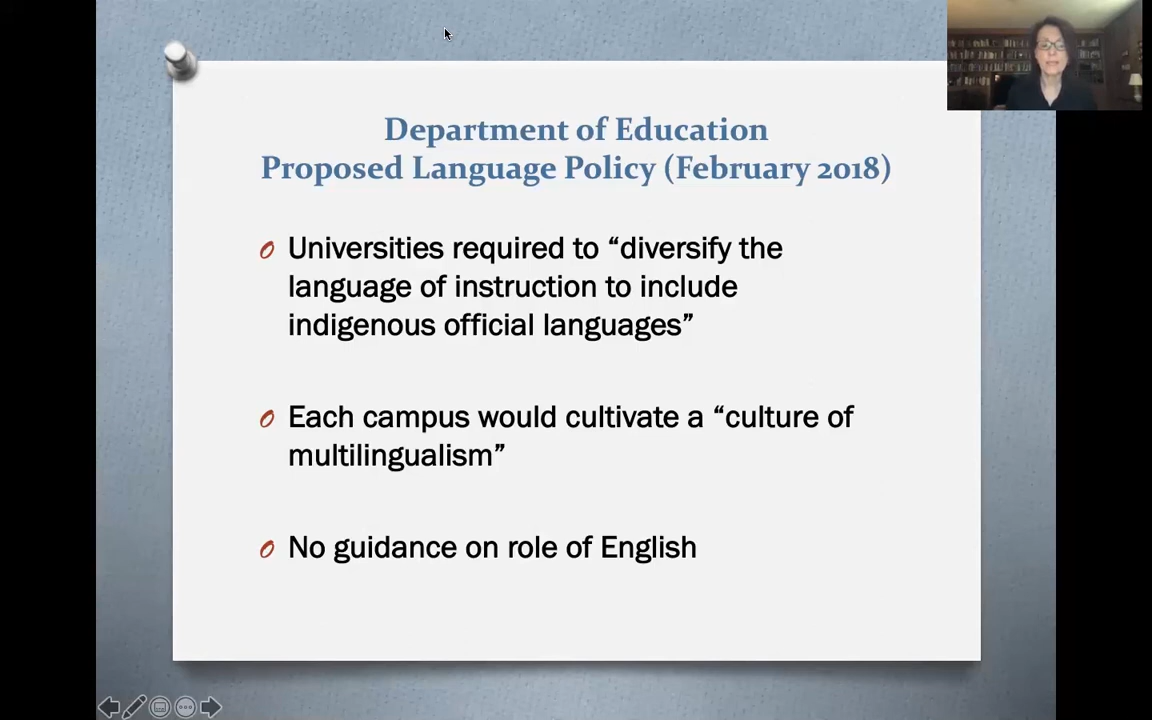 Department of Education
Proposed Language Policy (February 2018)
Universities required to “diversify the
language of instruction to include
indigenous official languages”
Each campus would cultivate a “culture of
multilingualism”
No guidance on role of English